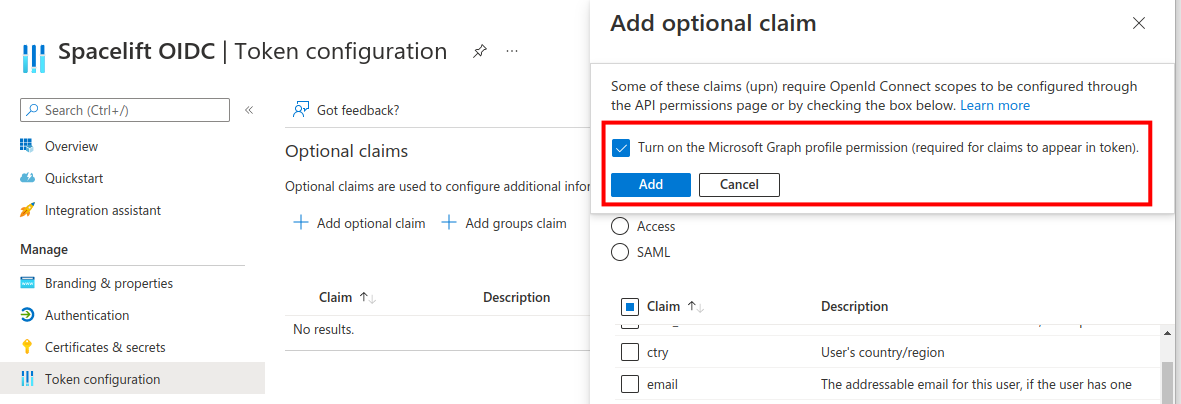 Spacelift OIDC | Token configuration
Search (Ctrl+/)
Overview
Quickstart
Integration assistant
Manage
Branding & properties
Authentication
Certificates & secrets
Token configuration
Got feedback?
Optional claims
Optional claims are used to configure additional
Add optional claim
Add groups claim
Claim
Description
No results.
Add optional claim
Some of these claims (upn) require OpenId Connect scopes to be configured through
the API permissions page or by checking the box below. Learn more
Turn on the Microsoft Graph profile permission (required for claims to appear in token).
Add
Cancel
Access
SAML
Claim
Description
ctry
User's country/region
email
The addressable email for this user, if the user has one